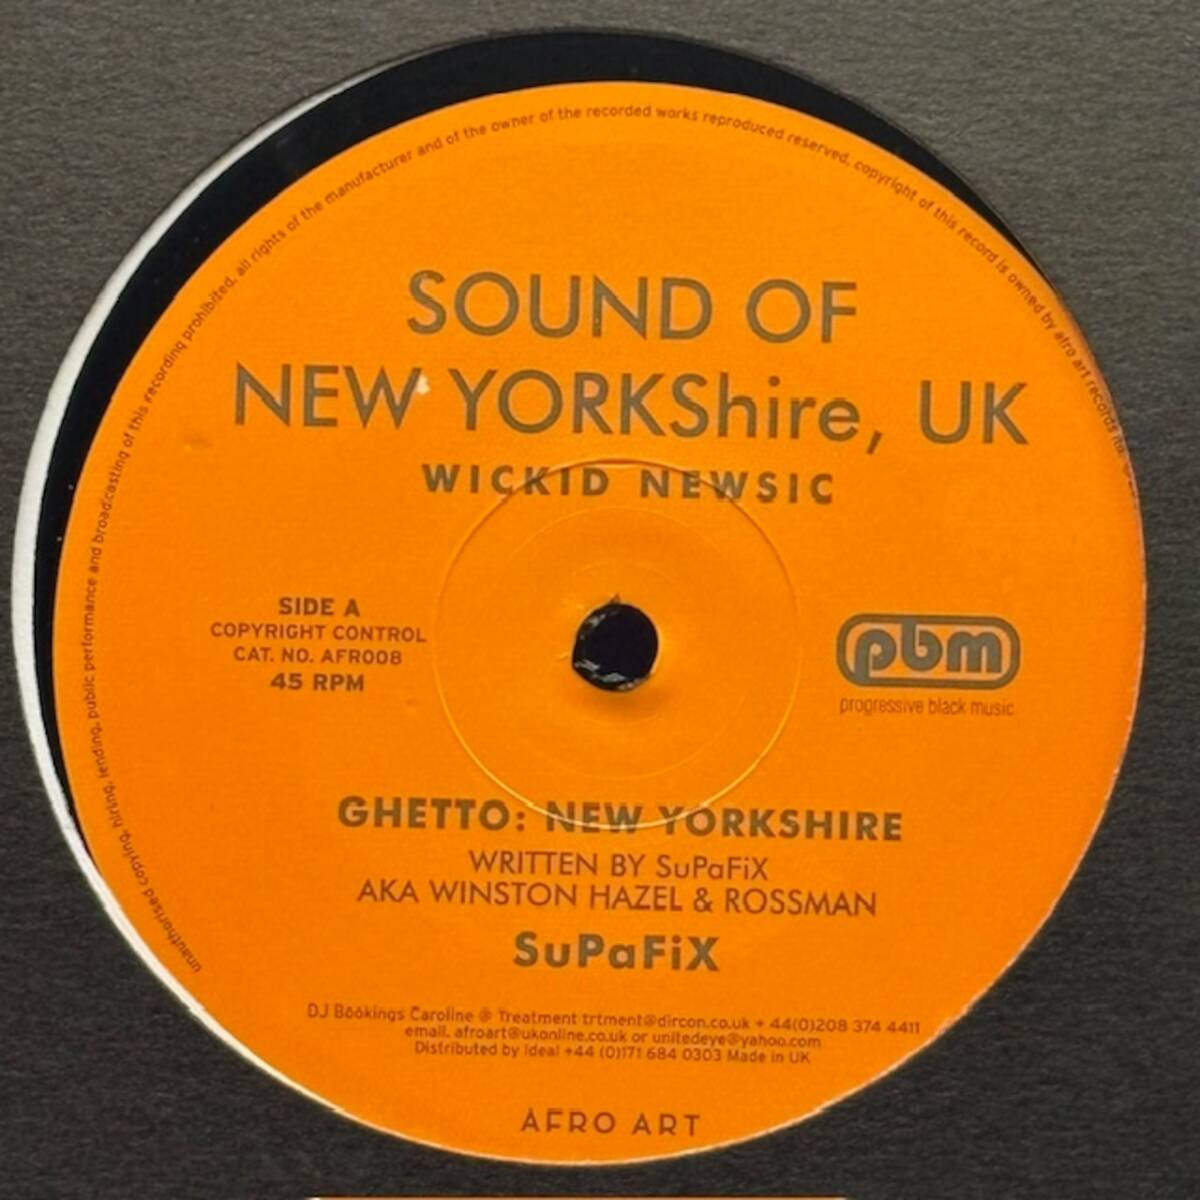 unauthorised copying, hiring, lending, public performance and broadcasting of this recording prohibited. all rights of the manufacturer and of the owner of the recorded works reproduced reserved. copyright of this record is owned by afro art records
SOUND OF
NEW YORKShire, UK
WICKID NEWSIC
SIDE A
COPYRIGHT CONTROL
CAT. NO. AFR008
45 RPM
pbm
progressive black music
GHETTO: NEW YORKSHIRE
WRITTEN BY SuPaFiX
AKA WINSTON HAZEL & ROSSMAN
SuPaFiX
DJ Bookings Caroline @ Treatment trtment@dircon.co.uk + 44(0)208 374 4411
email. afroart@ukonline.co.uk or unitedeye@yahoo.com
Distributed by Ideal +44 (0)171 684 0303 Made in UK
AFRO ART